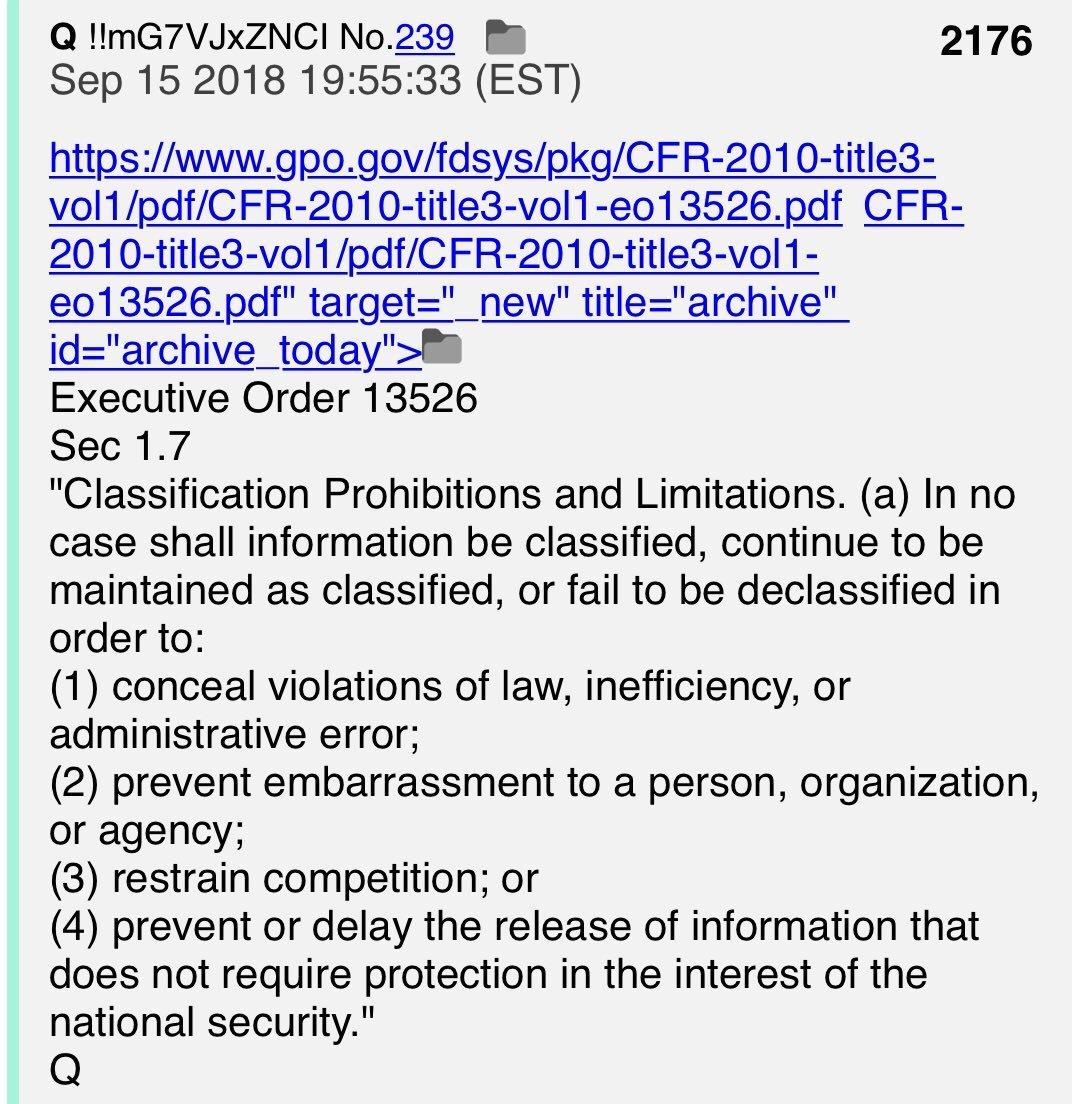 Q !!mG7VJxZNCI No.239
2176
Sep 15 2018 19:55:33 (EST)
https://www.gpo.gov/fdsys/pkg/CFR-2010-title3-
vol1/pdf/CFR-2010-title3-vol1-eo13526.pdf CFR-
2010-title3-vol1/pdf/CFR-2010-title3-vol1-
eo13526.pdf" target="_new" title="archive"
id="archive_today">
Executive Order 13526
Sec 1.7
"Classification Prohibitions and Limitations. (a) In no
case shall information be classified, continue to be
maintained as classified, or fail to be declassified in
order to:
(1) conceal violations of law, inefficiency, or
administrative error;
(2) prevent embarrassment to a person, organization,
or agency;
(3) restrain competition; or
(4) prevent or delay the release of information that
does not require protection in the interest of the
national security."
Q